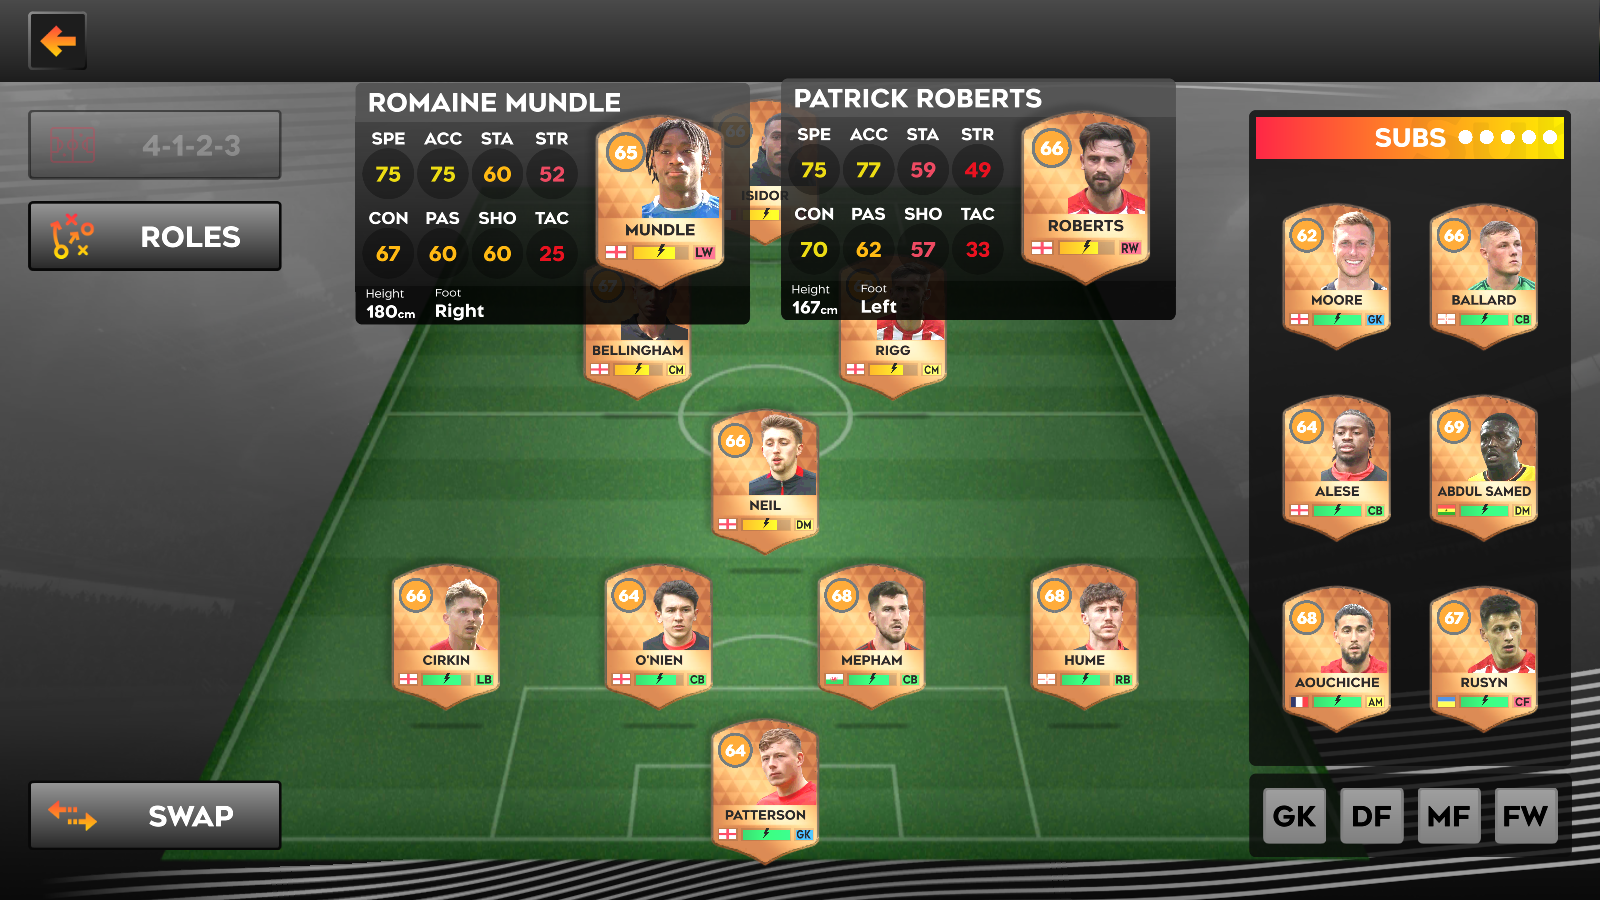 4-1-2-3
ROLES
SWAP
ROMAINE MUNDLE
SPE ACC STA STR
75 75 60 52
CON PAS SHO TAC
67 60 60 25
Height Foot
180cm Right
65
MUNDLE
LW
PATRICK ROBERTS
SPE ACC STA STR
75 77 59 49
CON PAS SHO TAC
70 62 57 33
Height Foot
167cm Left
66
ROBERTS
RW
66
ISIDOR
67
BELLINGHAM
CM
RIGG
CM
66
NEIL
DM
66
CIRKIN
LB
64
O'NIEN
CB
68
MEPHAM
CB
68
HUME
RB
64
PATTERSON
GK
SUBS
62
MOORE
GK
66
BALLARD
CB
64
ALESE
CB
69
ABDUL SAMED
DM
68
AOUCHICHE
AM
67
RUSYN
CF
GK DF MF FW